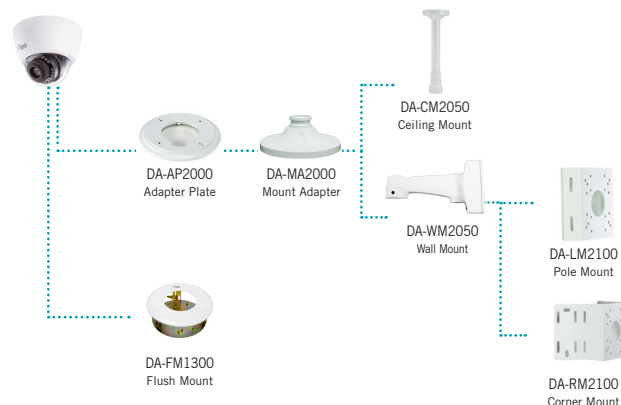 DA-CM2050
Ceiling Mount
DA-AP2000
Adapter Plate
DA-MA2000
Mount Adapter
DA-WM2050
Wall Mount
DA-LM2100
Pole Mount
DA-FM1300
Flush Mount
DA-RM2100
Corner Mount